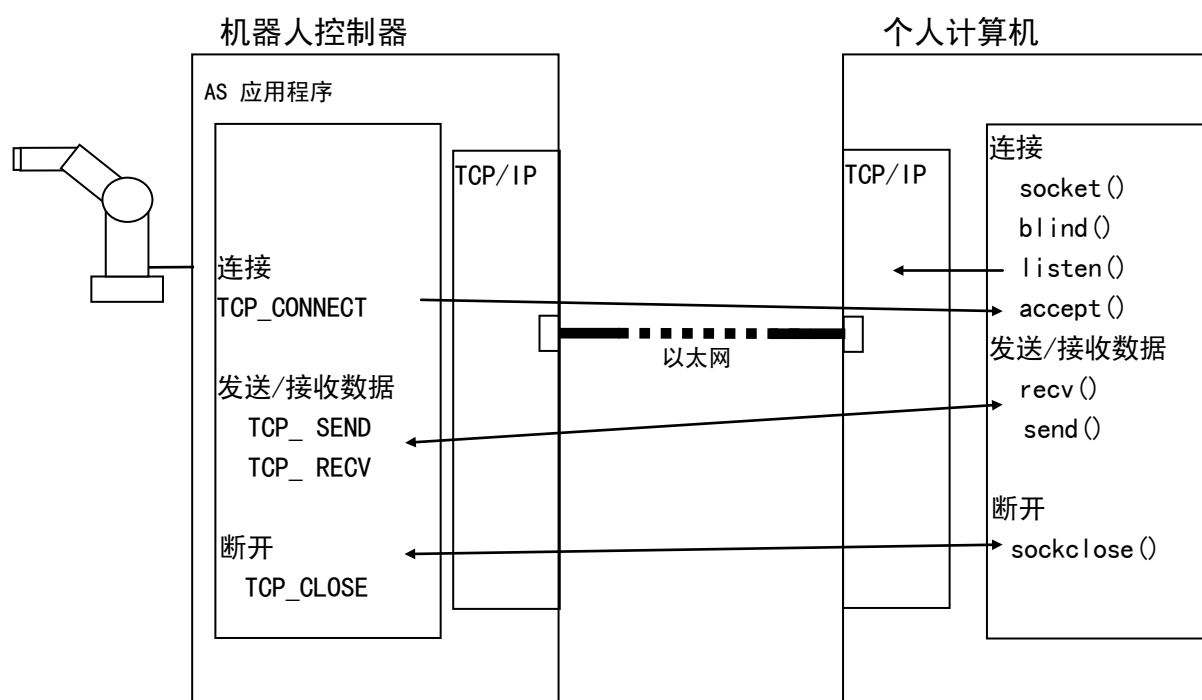 机器人控制器
个人计算机
AS 应用程序
TCP/IP
连接
TCP_CONNECT
发送/接收数据
TCP_ SEND
TCP_ RECV
断开
TCP_CLOSE
以太网
TCP/IP
连接
socket()
blind()
listen()
accept()
发送/接收数据
recv()
send()
断开
sockclose()